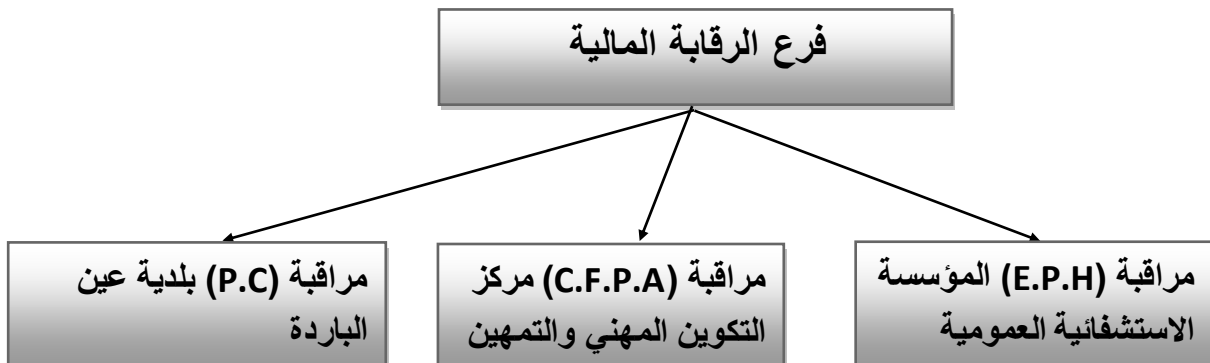 فرع الرقابة المالية
مراقبة (E.P.H) المؤسسة
الاستشفائية العمومية
مراقبة (C.F.P.A) مركز
التكوين المهني والتمهين
مراقبة (P.C) بلدية عين
الباردة